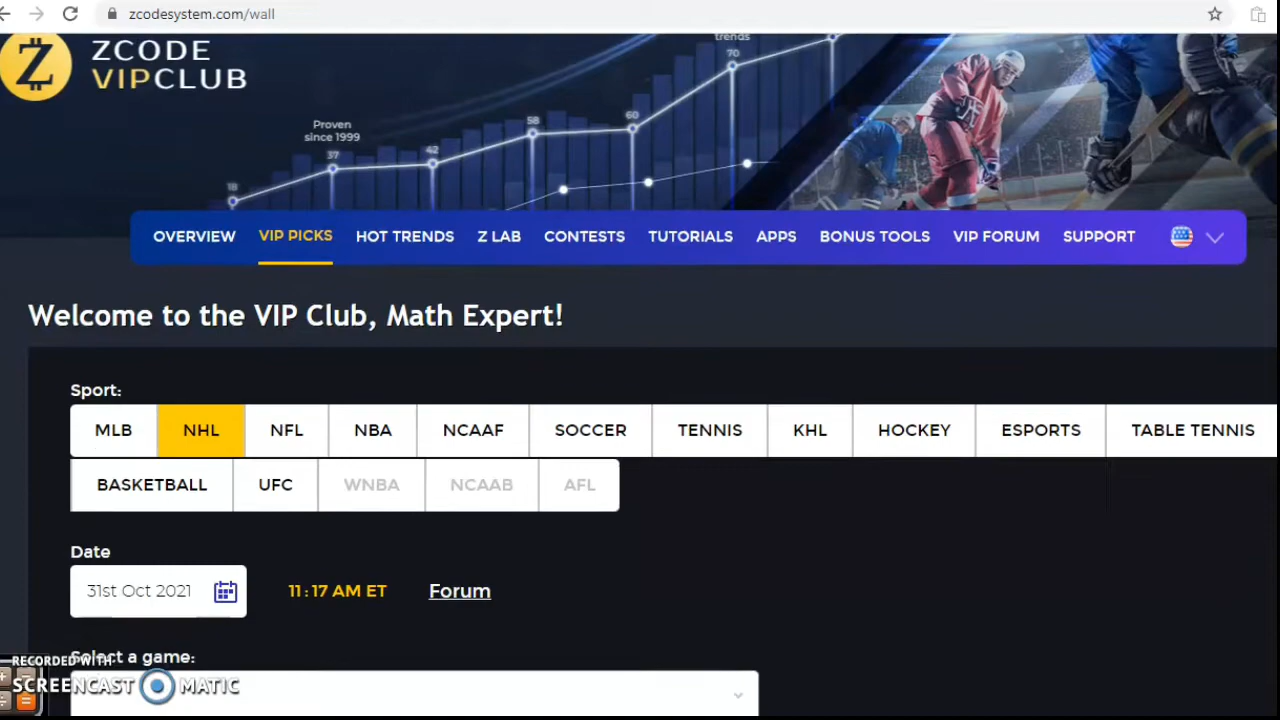 zcodesystem.com/wall
ZCODE
VIPCLUB
trends
70
Proven
since 1999
18
37
42
58
60
OVERVIEW VIP PICKS HOT TRENDS Z LAB CONTESTS TUTORIALS APPS BONUS TOOLS VIP FORUM SUPPORT
Welcome to the VIP Club, Math Expert!
Sport:
MLB NHL NFL NBA NCAAF SOCCER TENNIS KHL HOCKEY ESPORTS TABLE TENNIS
BASKETBALL UFC WNBA NCAAB AFL
Date
31st Oct 2021 11:17 AM ET Forum
Select a game:
RECORDED WITH
SCREENCAST MATIC